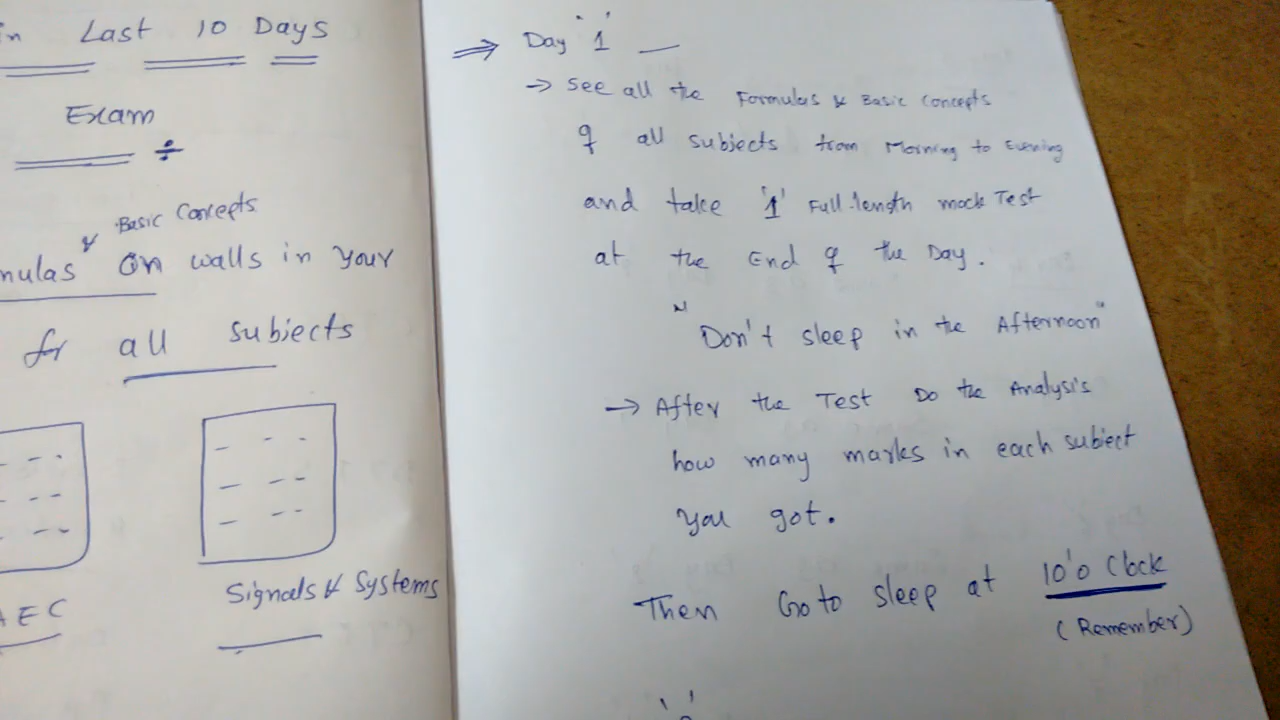 in Last 10 Days
Exam ÷
& Basic Concepts
mulas on walls in your
for all subjects
AEC
Signals & Systems
⇒ Day '1' —
→ See all the Formulas & Basic Concepts
of all subjects from Morning to Evening
and take '1' Full-length mock Test
at the End of the Day.
"Don't sleep in the Afternoon"
→ After the Test Do the Analysis
how many marks in each subject
you got.
Then Go to sleep at 10'o Clock
(Remember)